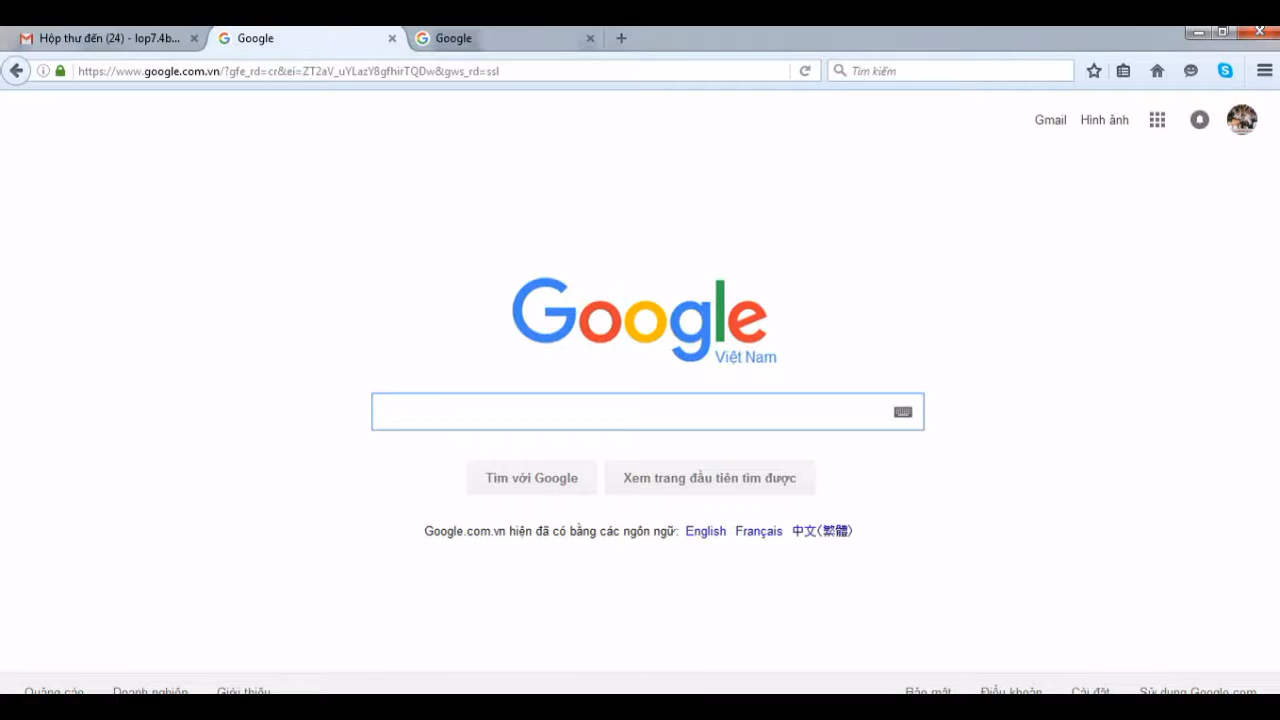 Hộp thư đến (24) - lop7.4b...
Google
Google
https://www.google.com.vn/?gfe_rd=cr&ei=ZT2aV_uYLazY8gfhirTQDw&gws_rd=ssl
Tìm kiếm
Gmail Hình ảnh
Google
Việt Nam
Tìm với Google
Xem trang đầu tiên tìm được
Google.com.vn hiện đã có bằng các ngôn ngữ: English Français 中文(繁體)
Quảng cáo Doanh nghiệp Giới thiệu
Bảo mật Điều khoản Cài đặt Sử dụng Google.com